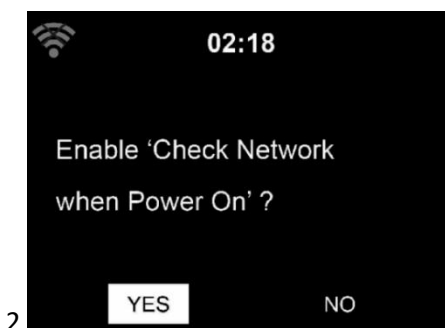 02:18
Enable ‘Check Network
when Power On’ ?
YES NO
2